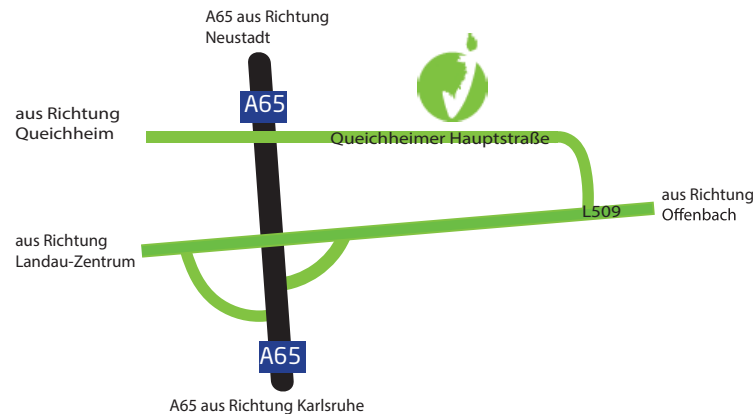 A65 aus Richtung
Neustadt
A65
aus Richtung
Queichheim
Queichheimer Hauptstraße
aus Richtung
Offenbach
L509
aus Richtung
Landau-Zentrum
A65
A65 aus Richtung Karlsruhe